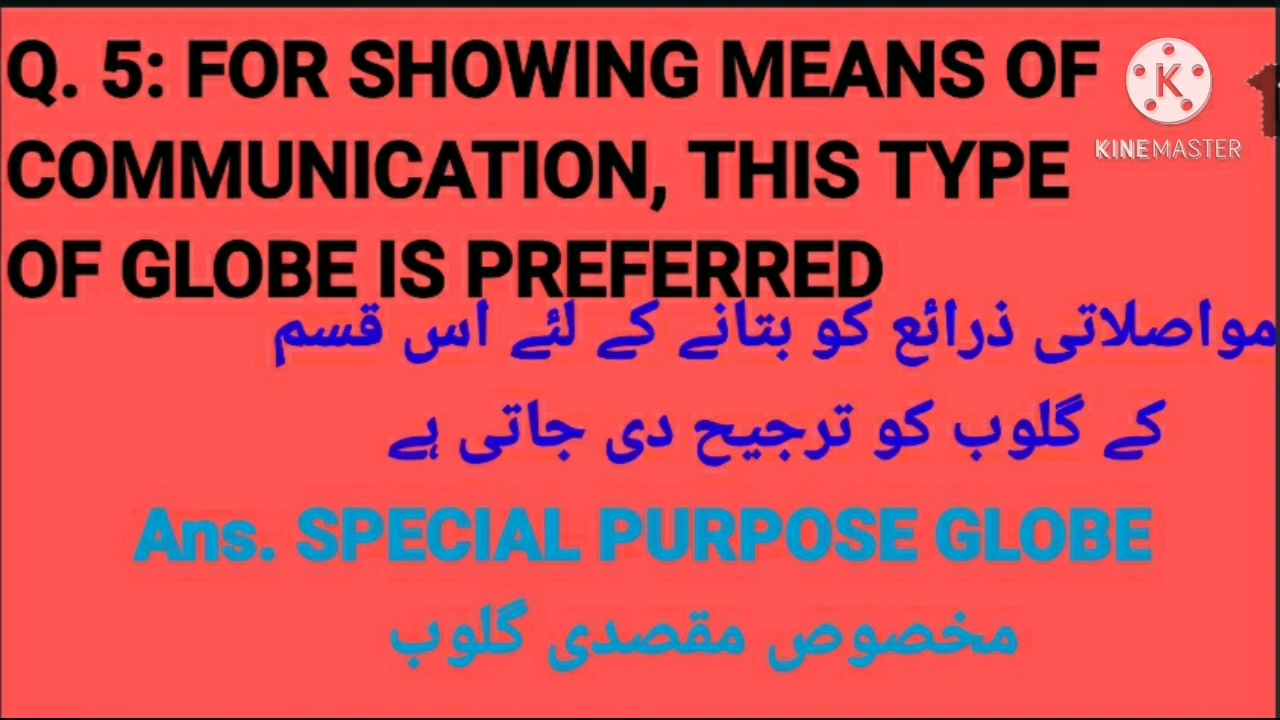 Q. 5: FOR SHOWING MEANS OF
COMMUNICATION, THIS TYPE
OF GLOBE IS PREFERRED
مواصلاتی ذرائع کو بتانے کے لئے اس قسم
کے گلوب کو ترجیح دی جاتی ہے
Ans. SPECIAL PURPOSE GLOBE
مخصوص مقصدی گلوب
K
KINEMASTER